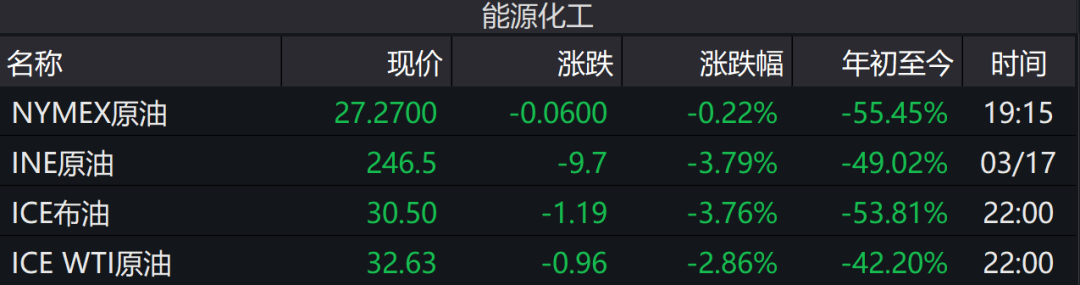 能源化工
名称 现价 涨跌 涨跌幅 年初至今 时间
NYMEX原油 27.2700 -0.0600 -0.22% -55.45% 19:15
INE原油 246.5 -9.7 -3.79% -49.02% 03/17
ICE布油 30.50 -1.19 -3.76% -53.81% 22:00
ICE WTI原油 32.63 -0.96 -2.86% -42.20% 22:00